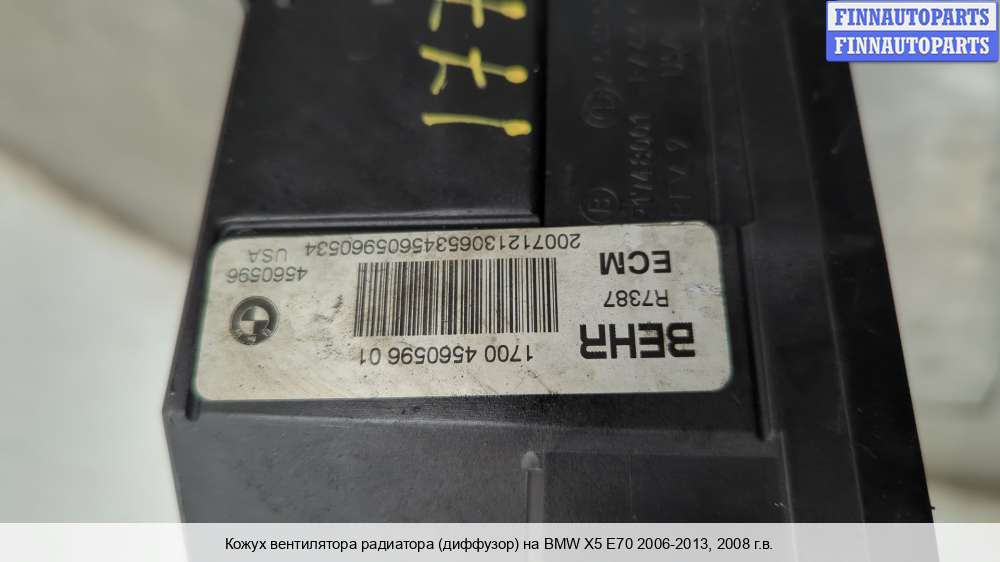 FINNAUTOPARTS
FINNAUTOPARTS
BEHR
1700 4560596 01
R7387
ECM
20071213065345605960534
4560596
USA
Кожух вентилятора радиатора (диффузор) на BMW X5 E70 2006-2013, 2008 г.в.